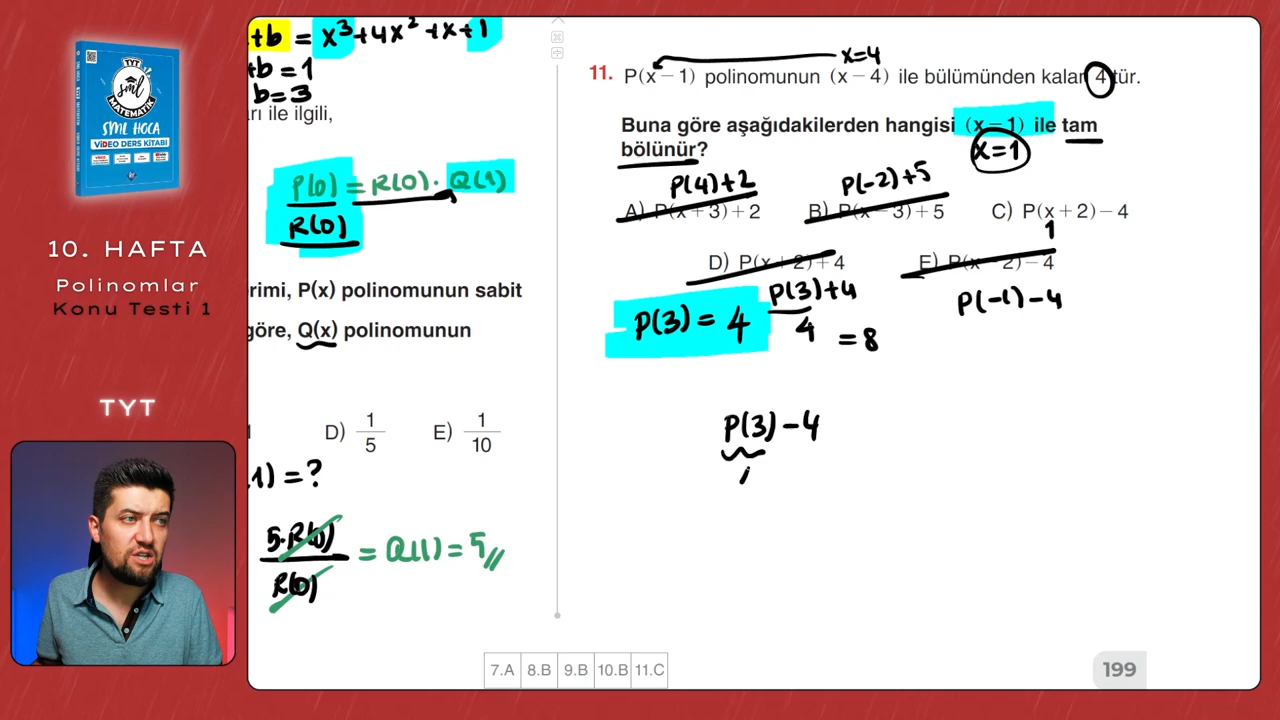 TYT
sml
MATEMATİK
SML HOCA
VİDEO DERS KİTABI
10. HAFTA
Polinomlar
Konu Testi 1
TYT
+b = x³+4x²+x+1
+b = 1
b = 3
arı ile ilgili,
P(0) = R(0) · Q(1)
R(0)
erimi, P(x) polinomunun sabit
göre, Q(x) polinomunun
D) 1/5 E) 1/10
1) = ?
5·R(0)/R(0) = Q(1) = 5//
x=4
11. P(x − 1) polinomunun (x − 4) ile bölümünden kalan 4 tür.
Buna göre aşağıdakilerden hangisi (x − 1) ile tam
bölünür?
x=1
P(4)+2 P(-2)+5
A) P(x + 3) + 2 B) P(x − 3) + 5 C) P(x + 2) − 4
1
D) P(x + 2) + 4 E) P(x − 2) − 4
P(3) = 4 P(3)+4 P(-1)-4
4 = 8
P(3) - 4
7.A 8.B 9.B 10.B 11.C
199